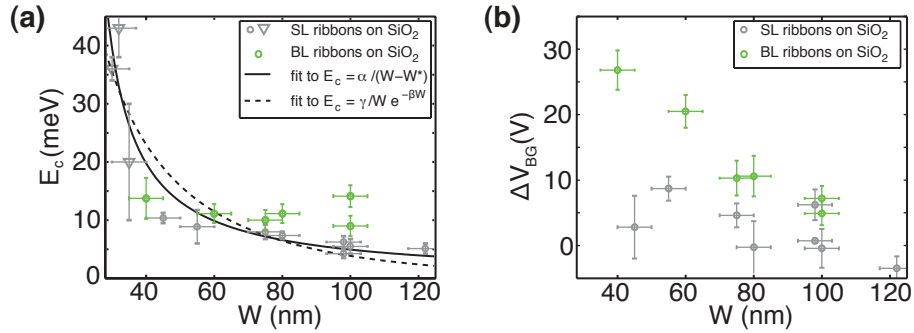 (a)
SL ribbons on SiO₂
BL ribbons on SiO₂
fit to E_c = α /(W−W*)
fit to E_c = γ/W e^−βW
E_c (meV)
40
30
20
10
0
40 60 80 100 120
W (nm)
(b)
SL ribbons on SiO₂
BL ribbons on SiO₂
ΔV_BG(V)
30
20
10
0
40 60 80 100 120
W (nm)